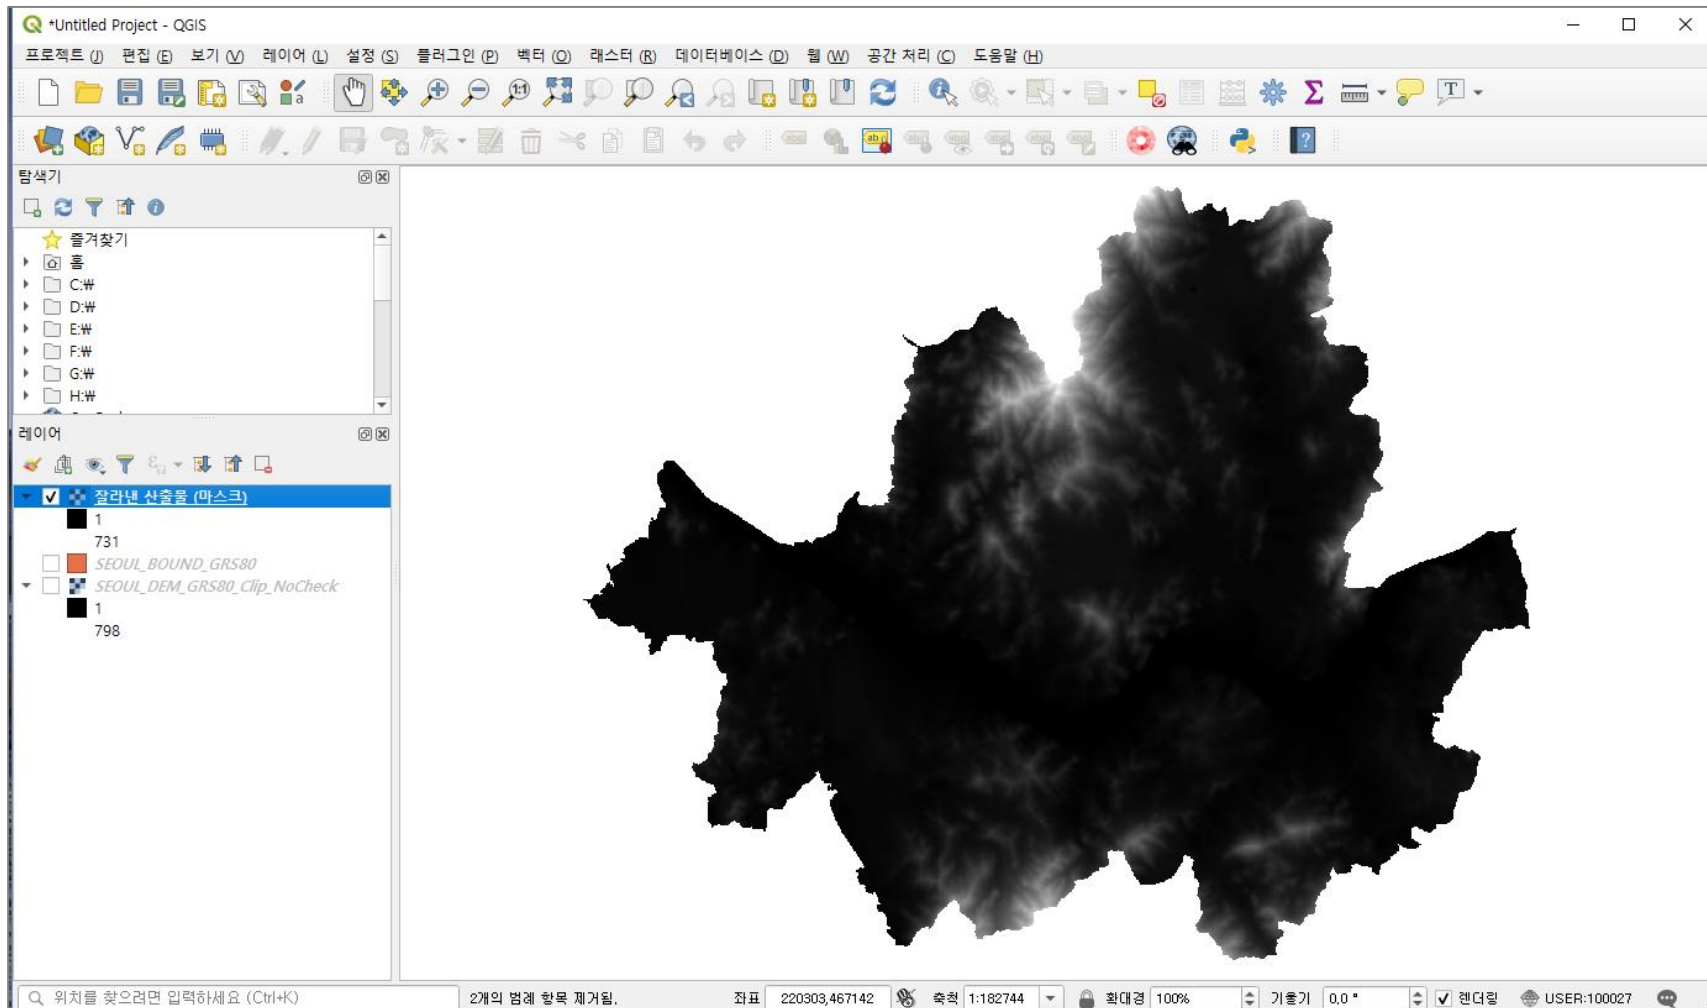 *Untitled Project - QGIS
프로젝트 (J) 편집 (E) 보기 (V) 레이어 (L) 설정 (S) 플러그인 (P) 벡터 (O) 래스터 (R) 데이터베이스 (D) 웹 (W) 공간 처리 (C) 도움말 (H)
탐색기
즐겨찾기
홈
C:₩
D:₩
E:₩
F:₩
G:₩
H:₩
레이어
잘라낸 산출물 (마스크)
1
731
SEOUL_BOUND_GRS80
SEOUL_DEM_GRS80_Clip_NoCheck
1
798
위치를 찾으려면 입력하세요 (Ctrl+K) 2개의 범례 항목 제거됨. 좌표 220303,467142 축척 1:182744 확대경 100% 기울기 0.0 ° 렌더링 USER:100027